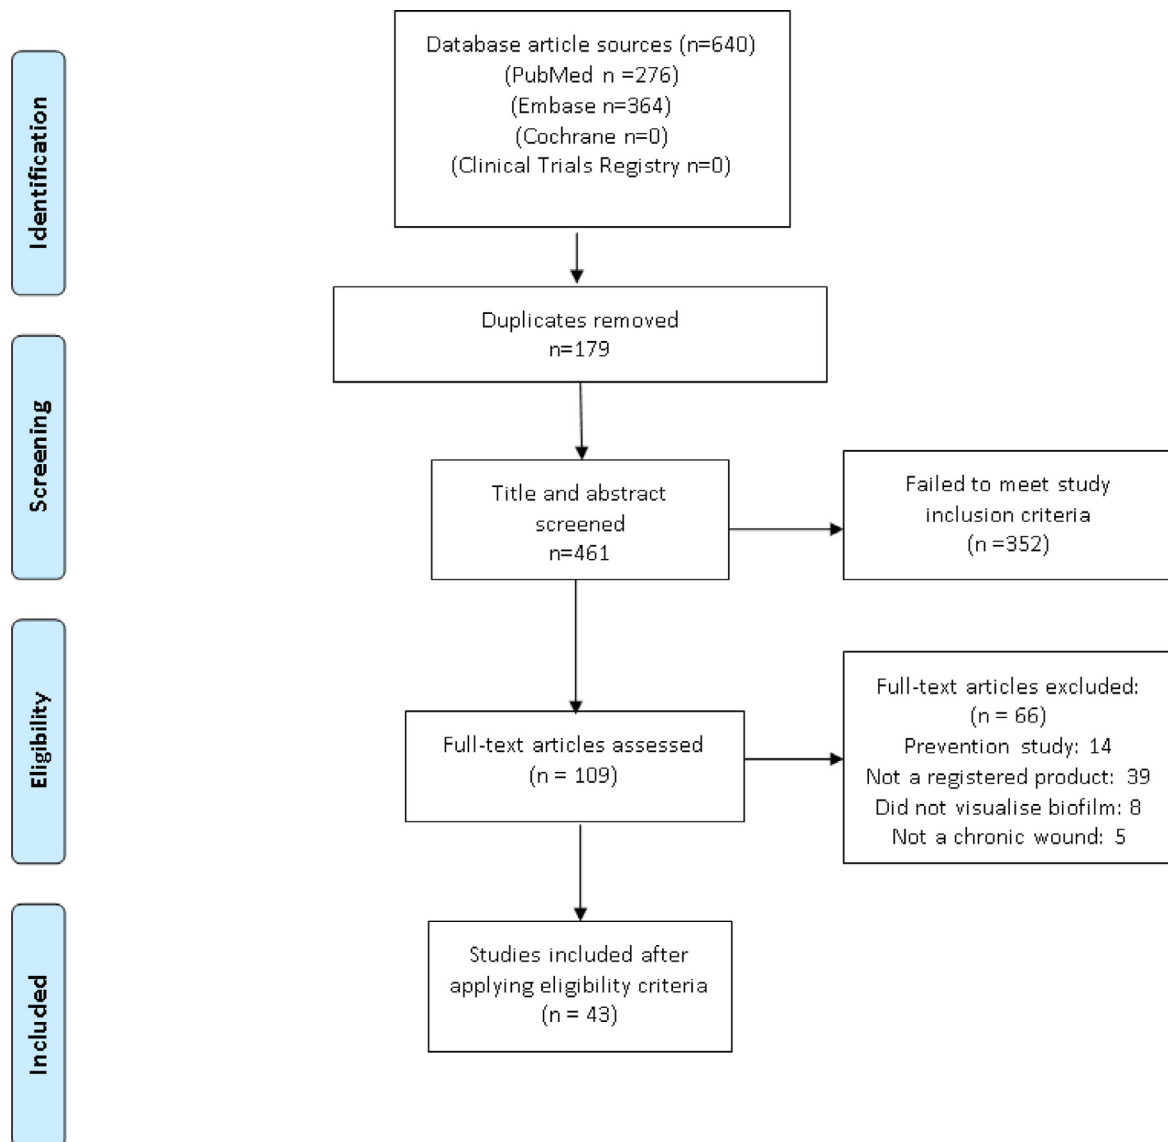 Identification
Database article sources (n=640)
(PubMed n =276)
(Embase n=364)
(Cochrane n=0)
(Clinical Trials Registry n=0)
Duplicates removed
n=179
Screening
Title and abstract
screened
n=461
Failed to meet study
inclusion criteria
(n =352)
Eligibility
Full-text articles assessed
(n = 109)
Full-text articles excluded:
(n = 66)
Prevention study: 14
Not a registered product: 39
Did not visualise biofilm: 8
Not a chronic wound: 5
Included
Studies included after
applying eligibility criteria
(n = 43)